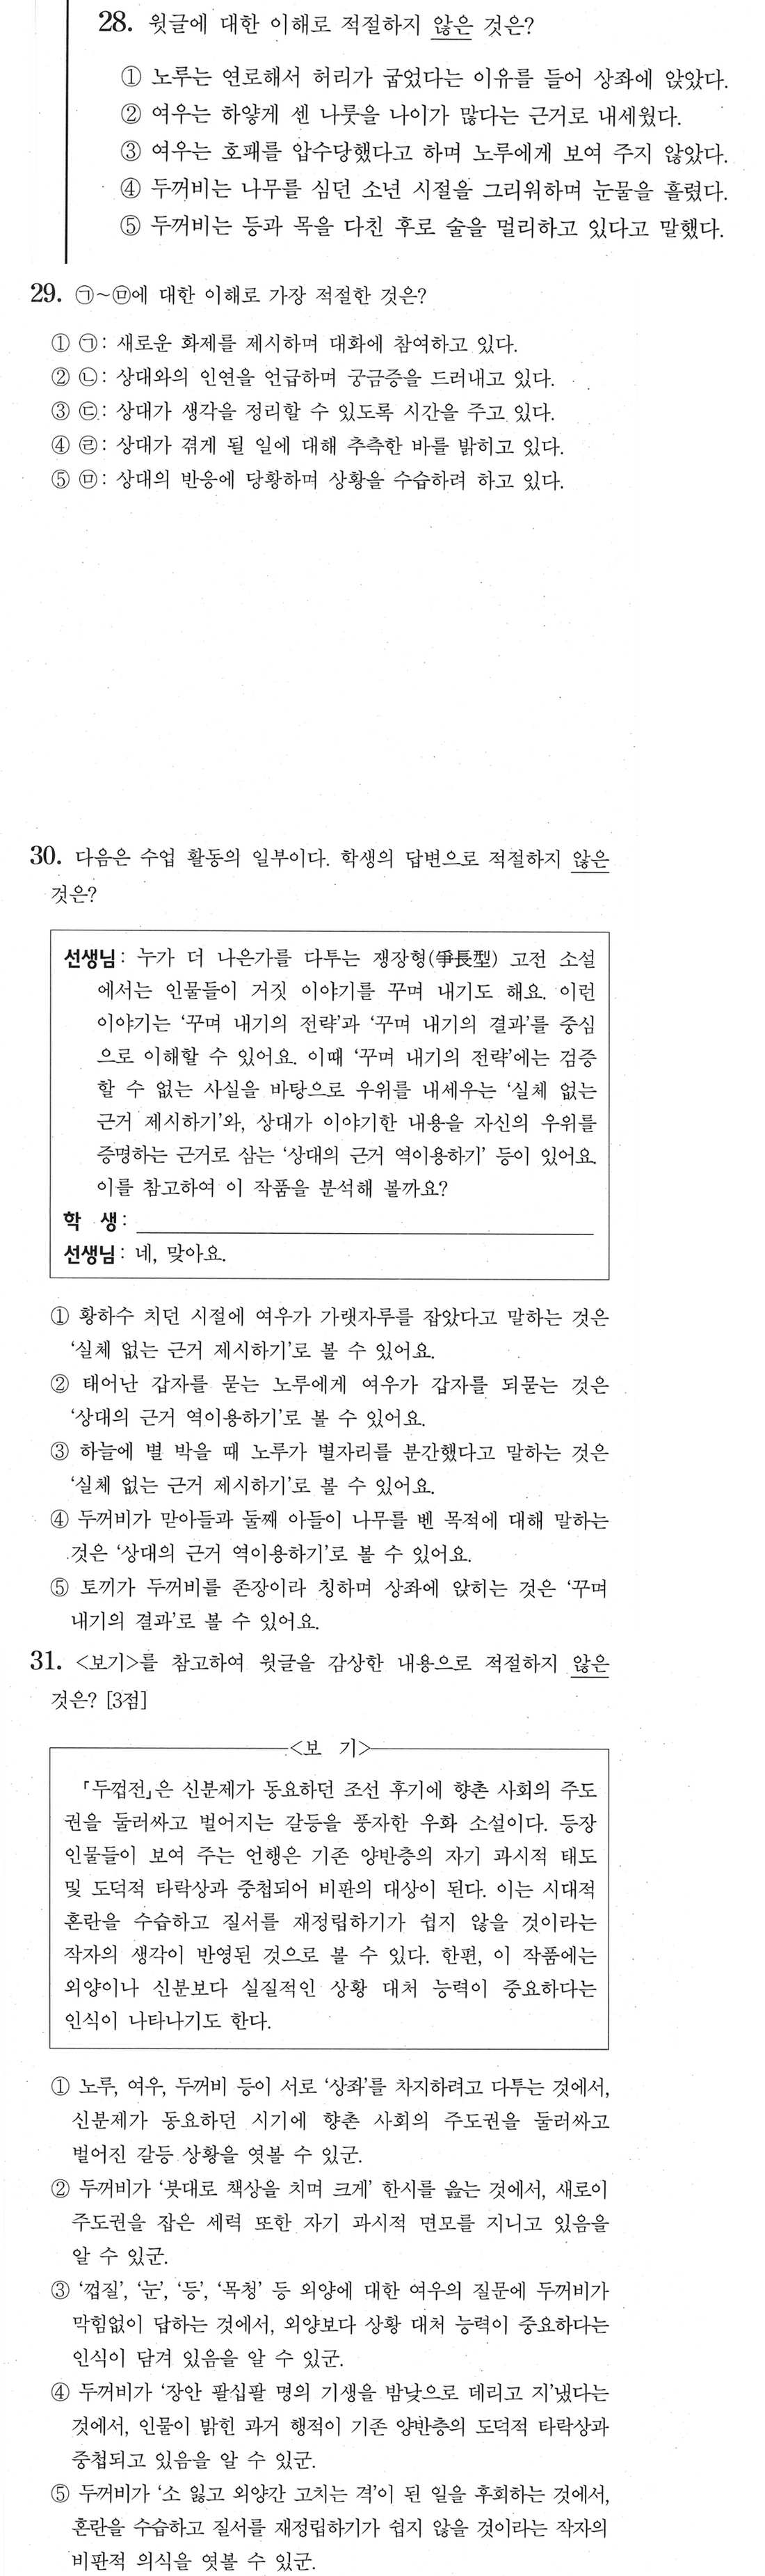 28. 윗글에 대한 이해로 적절하지 않은 것은?
① 노루는 연로해서 허리가 굽었다는 이유를 들어 상좌에 앉았다.
② 여우는 하얗게 센 나룻을 나이가 많다는 근거로 내세웠다.
③ 여우는 호패를 압수당했다고 하며 노루에게 보여 주지 않았다.
④ 두꺼비는 나무를 심던 소년 시절을 그리워하며 눈물을 흘렸다.
⑤ 두꺼비는 등과 목을 다친 후로 술을 멀리하고 있다고 말했다.
29. ㉠~㉤에 대한 이해로 가장 적절한 것은?
① ㉠: 새로운 화제를 제시하며 대화에 참여하고 있다.
② ㉡: 상대와의 인연을 언급하며 궁금증을 드러내고 있다.
③ ㉢: 상대가 생각을 정리할 수 있도록 시간을 주고 있다.
④ ㉣: 상대가 겪게 될 일에 대해 추측한 바를 밝히고 있다.
⑤ ㉤: 상대의 반응에 당황하며 상황을 수습하려 하고 있다.
30. 다음은 수업 활동의 일부이다. 학생의 답변으로 적절하지 않은
것은?
선생님: 누가 더 나은가를 다투는 쟁장형(爭長型) 고전 소설
에서는 인물들이 거짓 이야기를 꾸며 내기도 해요. 이런
이야기는 ‘꾸며 내기의 전략’과 ‘꾸며 내기의 결과’를 중심
으로 이해할 수 있어요. 이때 ‘꾸며 내기의 전략’에는 검증
할 수 없는 사실을 바탕으로 우위를 내세우는 ‘실체 없는
근거 제시하기’와, 상대가 이야기한 내용을 자신의 우위를
증명하는 근거로 삼는 ‘상대의 근거 역이용하기’ 등이 있어요.
이를 참고하여 이 작품을 분석해 볼까요?
학 생:
선생님: 네, 맞아요.
① 황하수 치던 시절에 여우가 가랫자루를 잡았다고 말하는 것은
‘실체 없는 근거 제시하기’로 볼 수 있어요.
② 태어난 갑자를 묻는 노루에게 여우가 갑자를 되묻는 것은
‘상대의 근거 역이용하기’로 볼 수 있어요.
③ 하늘에 별 박을 때 노루가 별자리를 분간했다고 말하는 것은
‘실체 없는 근거 제시하기’로 볼 수 있어요.
④ 두꺼비가 맏아들과 둘째 아들이 나무를 벤 목적에 대해 말하는
것은 ‘상대의 근거 역이용하기’로 볼 수 있어요.
⑤ 토끼가 두꺼비를 존장이라 칭하며 상좌에 앉히는 것은 ‘꾸며
내기의 결과’로 볼 수 있어요.
31. <보기>를 참고하여 윗글을 감상한 내용으로 적절하지 않은
것은? [3점]
<보 기>
「두껍전」은 신분제가 동요하던 조선 후기에 향촌 사회의 주도
권을 둘러싸고 벌어지는 갈등을 풍자한 우화 소설이다. 등장
인물들이 보여 주는 언행은 기존 양반층의 자기 과시적 태도
및 도덕적 타락상과 중첩되어 비판의 대상이 된다. 이는 시대적
혼란을 수습하고 질서를 재정립하기가 쉽지 않을 것이라는
작자의 생각이 반영된 것으로 볼 수 있다. 한편, 이 작품에는
외양이나 신분보다 실질적인 상황 대처 능력이 중요하다는
인식이 나타나기도 한다.
① 노루, 여우, 두꺼비 등이 서로 ‘상좌’를 차지하려고 다투는 것에서,
신분제가 동요하던 시기에 향촌 사회의 주도권을 둘러싸고
벌어진 갈등 상황을 엿볼 수 있군.
② 두꺼비가 ‘붓대로 책상을 치며 크게’ 한시를 읊는 것에서, 새로이
주도권을 잡은 세력 또한 자기 과시적 면모를 지니고 있음을
알 수 있군.
③ ‘껍질’, ‘눈’, ‘등’, ‘목청’ 등 외양에 대한 여우의 질문에 두꺼비가
막힘없이 답하는 것에서, 외양보다 상황 대처 능력이 중요하다는
인식이 담겨 있음을 알 수 있군.
④ 두꺼비가 ‘장안 팔십팔 명의 기생을 밤낮으로 데리고 지’냈다는
것에서, 인물이 밝힌 과거 행적이 기존 양반층의 도덕적 타락상과
중첩되고 있음을 알 수 있군.
⑤ 두꺼비가 ‘소 잃고 외양간 고치는 격’이 된 일을 후회하는 것에서,
혼란을 수습하고 질서를 재정립하기가 쉽지 않을 것이라는 작자의
비판적 의식을 엿볼 수 있군.